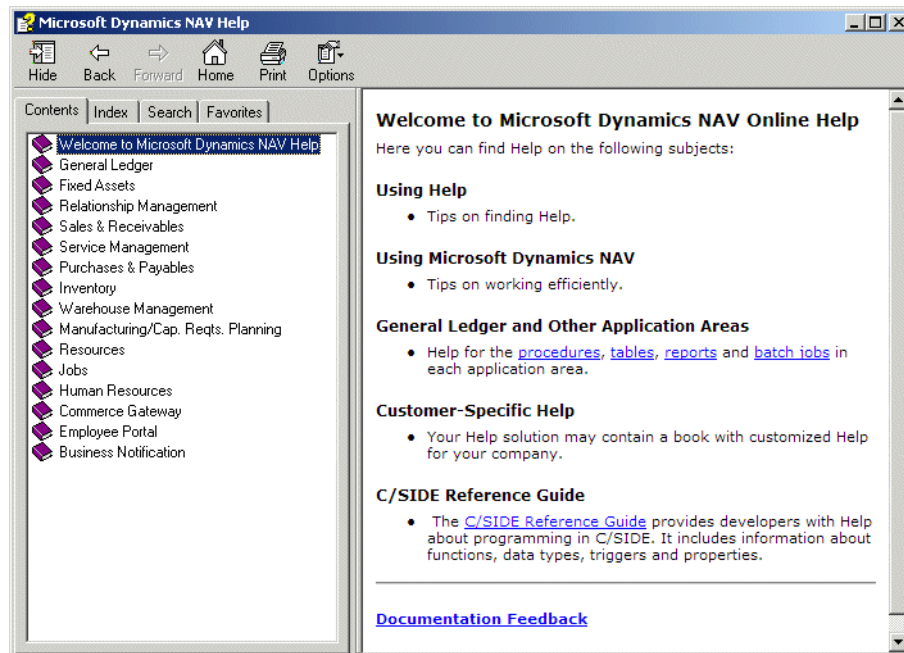 Microsoft Dynamics NAV Help
Hide Back Forward Home Print Options
Contents Index Search Favorites
Welcome to Microsoft Dynamics NAV Help
General Ledger
Fixed Assets
Relationship Management
Sales & Receivables
Service Management
Purchases & Payables
Inventory
Warehouse Management
Manufacturing/Cap. Reqts. Planning
Resources
Jobs
Human Resources
Commerce Gateway
Employee Portal
Business Notification
Welcome to Microsoft Dynamics NAV Online Help
Here you can find Help on the following subjects:
Using Help
• Tips on finding Help.
Using Microsoft Dynamics NAV
• Tips on working efficiently.
General Ledger and Other Application Areas
• Help for the procedures, tables, reports and batch jobs in
each application area.
Customer-Specific Help
• Your Help solution may contain a book with customized Help
for your company.
C/SIDE Reference Guide
• The C/SIDE Reference Guide provides developers with Help
about programming in C/SIDE. It includes information about
functions, data types, triggers and properties.
Documentation Feedback